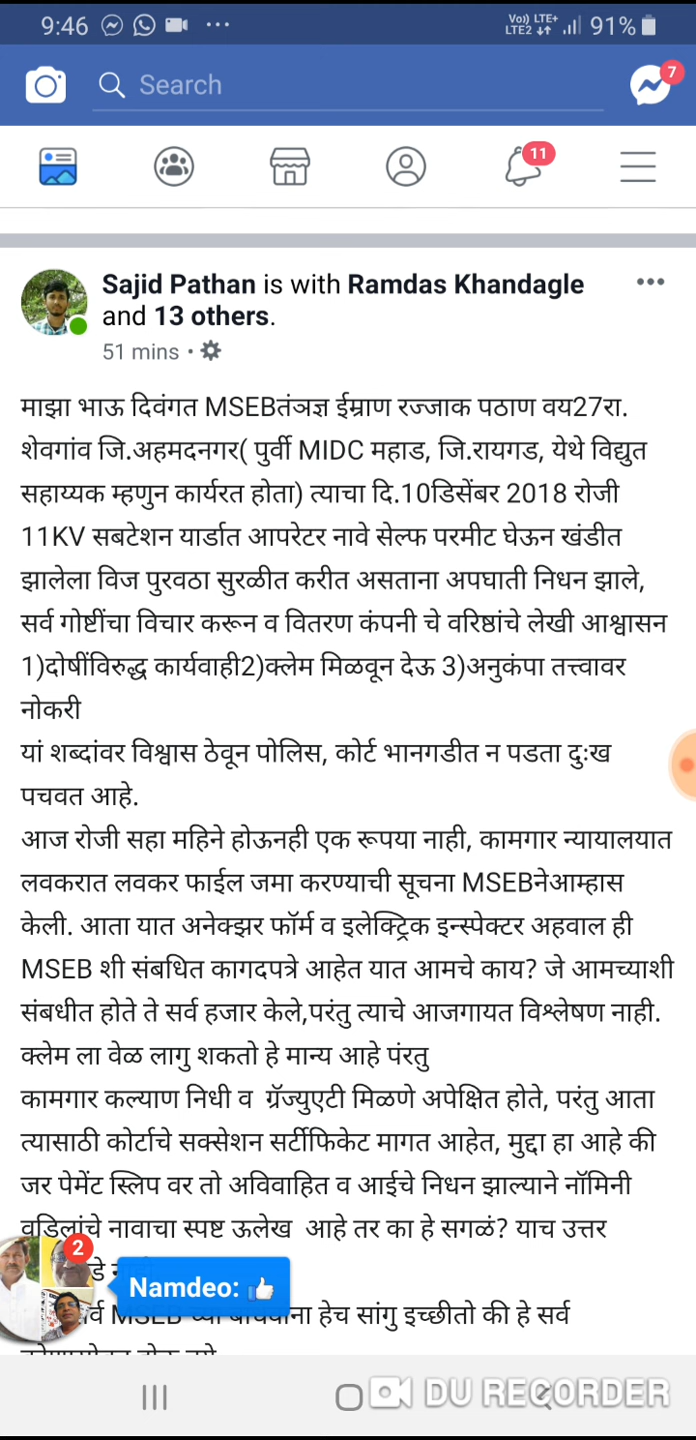 9:46
Vo)) LTE+
LTE2
91%
Search
7
11
Sajid Pathan is with Ramdas Khandagle
and 13 others.
51 mins •
माझा भाऊ दिवंगत MSEBतंञज्ञ ईम्राण रज्जाक पठाण वय27रा.
शेवगांव जि.अहमदनगर( पुर्वी MIDC महाड, जि.रायगड, येथे विद्युत
सहाय्यक म्हणुन कार्यरत होता) त्याचा दि.10डिसेंबर 2018 रोजी
11KV सबटेशन यार्डात आपरेटर नावे सेल्फ परमीट घेऊन खंडीत
झालेला विज पुरवठा सुरळीत करीत असताना अपघाती निधन झाले,
सर्व गोष्टींचा विचार करून व वितरण कंपनी चे वरिष्ठांचे लेखी आश्वासन
1)दोषींविरुद्ध कार्यवाही2)क्लेम मिळवून देऊ 3)अनुकंपा तत्त्वावर
नोकरी
यां शब्दांवर विश्वास ठेवून पोलिस, कोर्ट भानगडीत न पडता दुःख
पचवत आहे.
आज रोजी सहा महिने होऊनही एक रूपया नाही, कामगार न्यायालयात
लवकरात लवकर फाईल जमा करण्याची सूचना MSEBनेआम्हास
केली. आता यात अनेक्झर फॉर्म व इलेक्ट्रिक इन्स्पेक्टर अहवाल ही
MSEB शी संबधित कागदपत्रे आहेत यात आमचे काय? जे आमच्याशी
संबधीत होते ते सर्व हजार केले,परंतु त्याचे आजगायत विश्लेषण नाही.
क्लेम ला वेळ लागु शकतो हे मान्य आहे पंरतु
कामगार कल्याण निधी व ग्रॅज्युएटी मिळणे अपेक्षित होते, परंतु आता
त्यासाठी कोर्टाचे सक्सेशन सर्टीफिकेट मागत आहेत, मुद्दा हा आहे की
जर पेमेंट स्लिप वर तो अविवाहित व आईचे निधन झाल्याने नॉमिनी
वडिलांचे नावाचा स्पष्ट ऊलेख आहे तर का हे सगळं? याच उत्तर
2
Namdeo:
MSEB
हेच सांगु इच्छीतो की हे सर्व
DU RECORDER